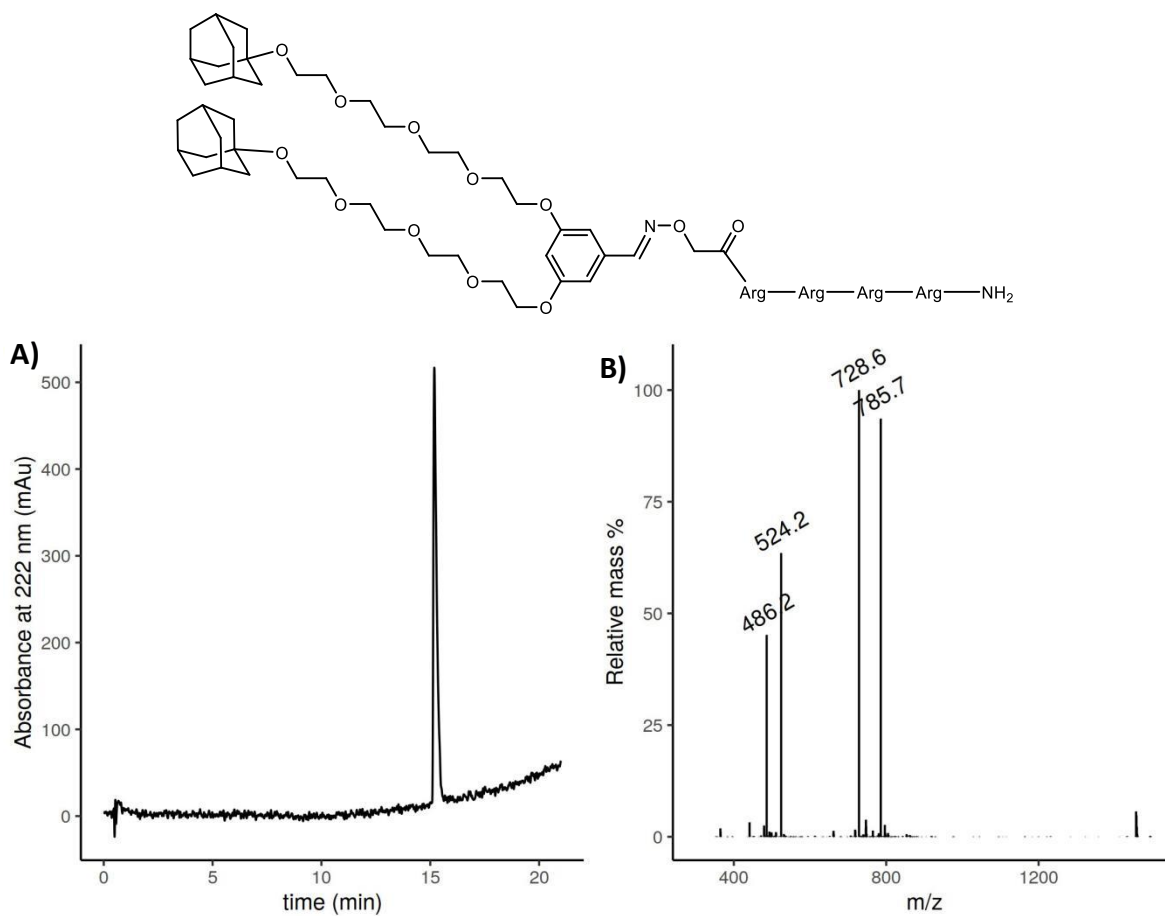 O
O
O
O
O
O
O
O
O
O
N
O
O
Arg
Arg
Arg
Arg
NH2
A)
Absorbance at 222 nm (mAu)
500
400
300
200
100
0
0
5
10
15
20
time (min)
B)
Relative mass %
100
75
50
25
0
728.6
785.7
524.2
486.2
400
800
1200
m/z